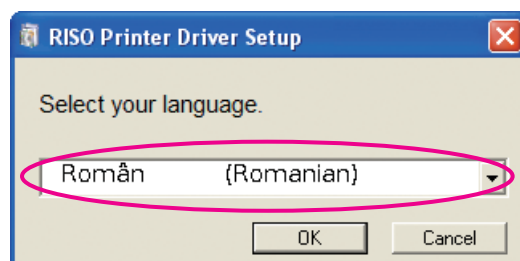 RISO Printer Driver Setup
Select your language.
Român (Romanian)
OK Cancel